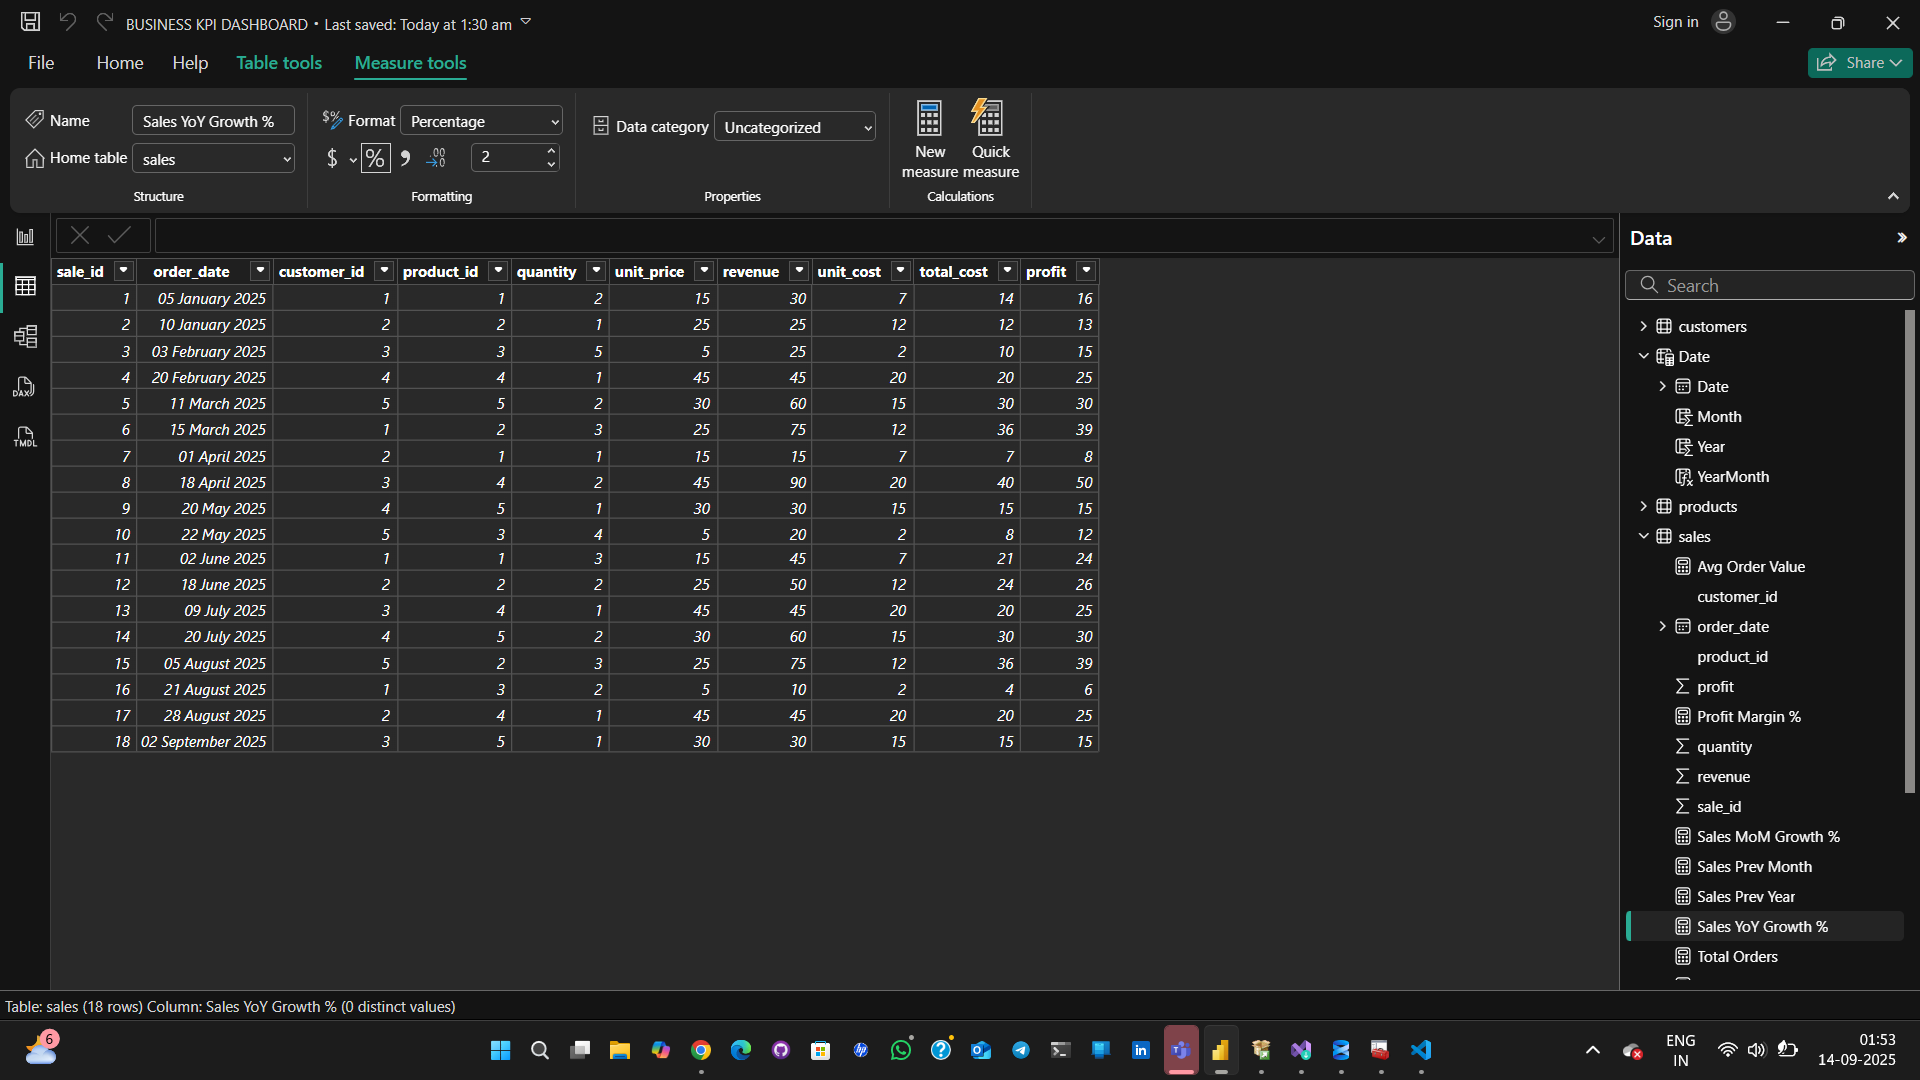 BUSINESS KPI DASHBOARD • Last saved: Today at 1:30 am
Sign in
File Home Help Table tools Measure tools
Share
Name Sales YoY Growth %
Home table sales
Structure
Format Percentage
$ % 2
Formatting
Data category Uncategorized
Properties
New measure
Quick measure
Calculations
sale_id order_date customer_id product_id quantity unit_price revenue unit_cost total_cost profit
1 05 January 2025 1 1 2 15 30 7 14 16
2 10 January 2025 2 2 1 25 25 12 12 13
3 03 February 2025 3 3 5 5 25 2 10 15
4 20 February 2025 4 4 1 45 45 20 20 25
5 11 March 2025 5 5 2 30 60 15 30 30
6 15 March 2025 1 2 3 25 75 12 36 39
7 01 April 2025 2 1 1 15 15 7 7 8
8 18 April 2025 3 4 2 45 90 20 40 50
9 20 May 2025 4 5 1 30 30 15 15 15
10 22 May 2025 5 3 4 5 20 2 8 12
11 02 June 2025 1 1 3 15 45 7 21 24
12 18 June 2025 2 2 2 25 50 12 24 26
13 09 July 2025 3 4 1 45 45 20 20 25
14 20 July 2025 4 5 2 30 60 15 30 30
15 05 August 2025 5 2 3 25 75 12 36 39
16 21 August 2025 1 3 2 5 10 2 4 6
17 28 August 2025 2 4 1 45 45 20 20 25
18 02 September 2025 3 5 1 30 30 15 15 15
DAX
TMDL
Data
Search
customers
Date
Date
Month
Year
YearMonth
products
sales
Avg Order Value
customer_id
order_date
product_id
profit
Profit Margin %
quantity
revenue
sale_id
Sales MoM Growth %
Sales Prev Month
Sales Prev Year
Sales YoY Growth %
Total Orders
Table: sales (18 rows) Column: Sales YoY Growth % (0 distinct values)
6
ENG
IN
01:53
14-09-2025